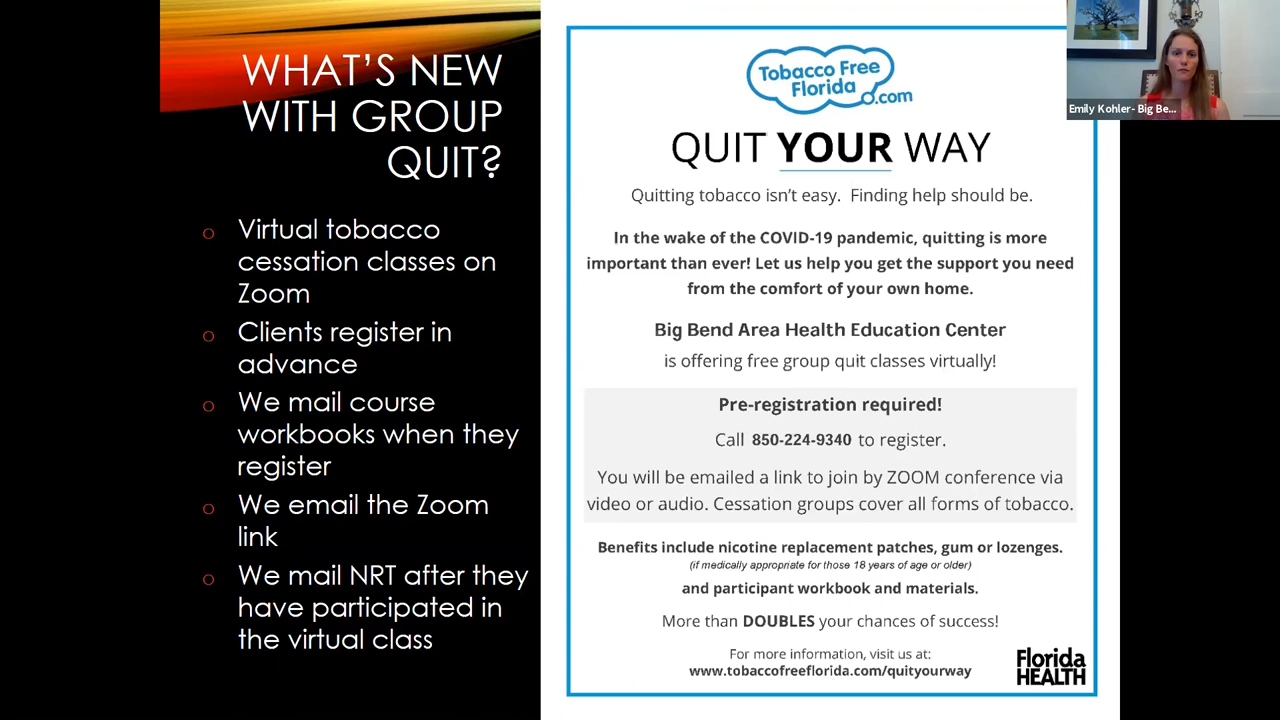 WHAT'S NEW
WITH GROUP
QUIT?
o Virtual tobacco
cessation classes on
Zoom
o Clients register in
advance
o We mail course
workbooks when they
register
o We email the Zoom
link
o We mail NRT after they
have participated in
the virtual class
Tobacco Free
Florida
.com
QUIT YOUR WAY
Quitting tobacco isn't easy. Finding help should be.
In the wake of the COVID-19 pandemic, quitting is more
important than ever! Let us help you get the support you need
from the comfort of your own home.
Big Bend Area Health Education Center
is offering free group quit classes virtually!
Pre-registration required!
Call 850-224-9340 to register.
You will be emailed a link to join by ZOOM conference via
video or audio. Cessation groups cover all forms of tobacco.
Benefits include nicotine replacement patches, gum or lozenges.
(if medically appropriate for those 18 years of age or older)
and participant workbook and materials.
More than DOUBLES your chances of success!
For more information, visit us at:
www.tobaccofreeflorida.com/quityourway
Florida
HEALTH
Emily Kohler- Big Be...